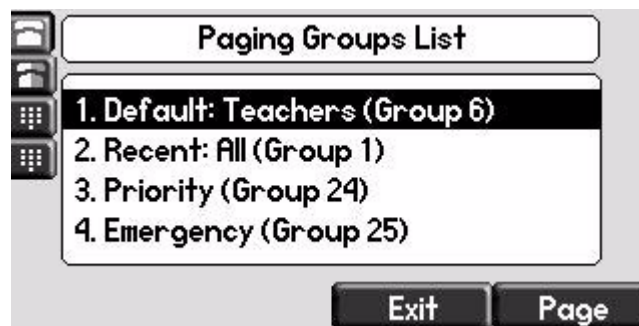 Paging Groups List
1. Default: Teachers (Group 6)
2. Recent: All (Group 1)
3. Priority (Group 24)
4. Emergency (Group 25)
Exit Page